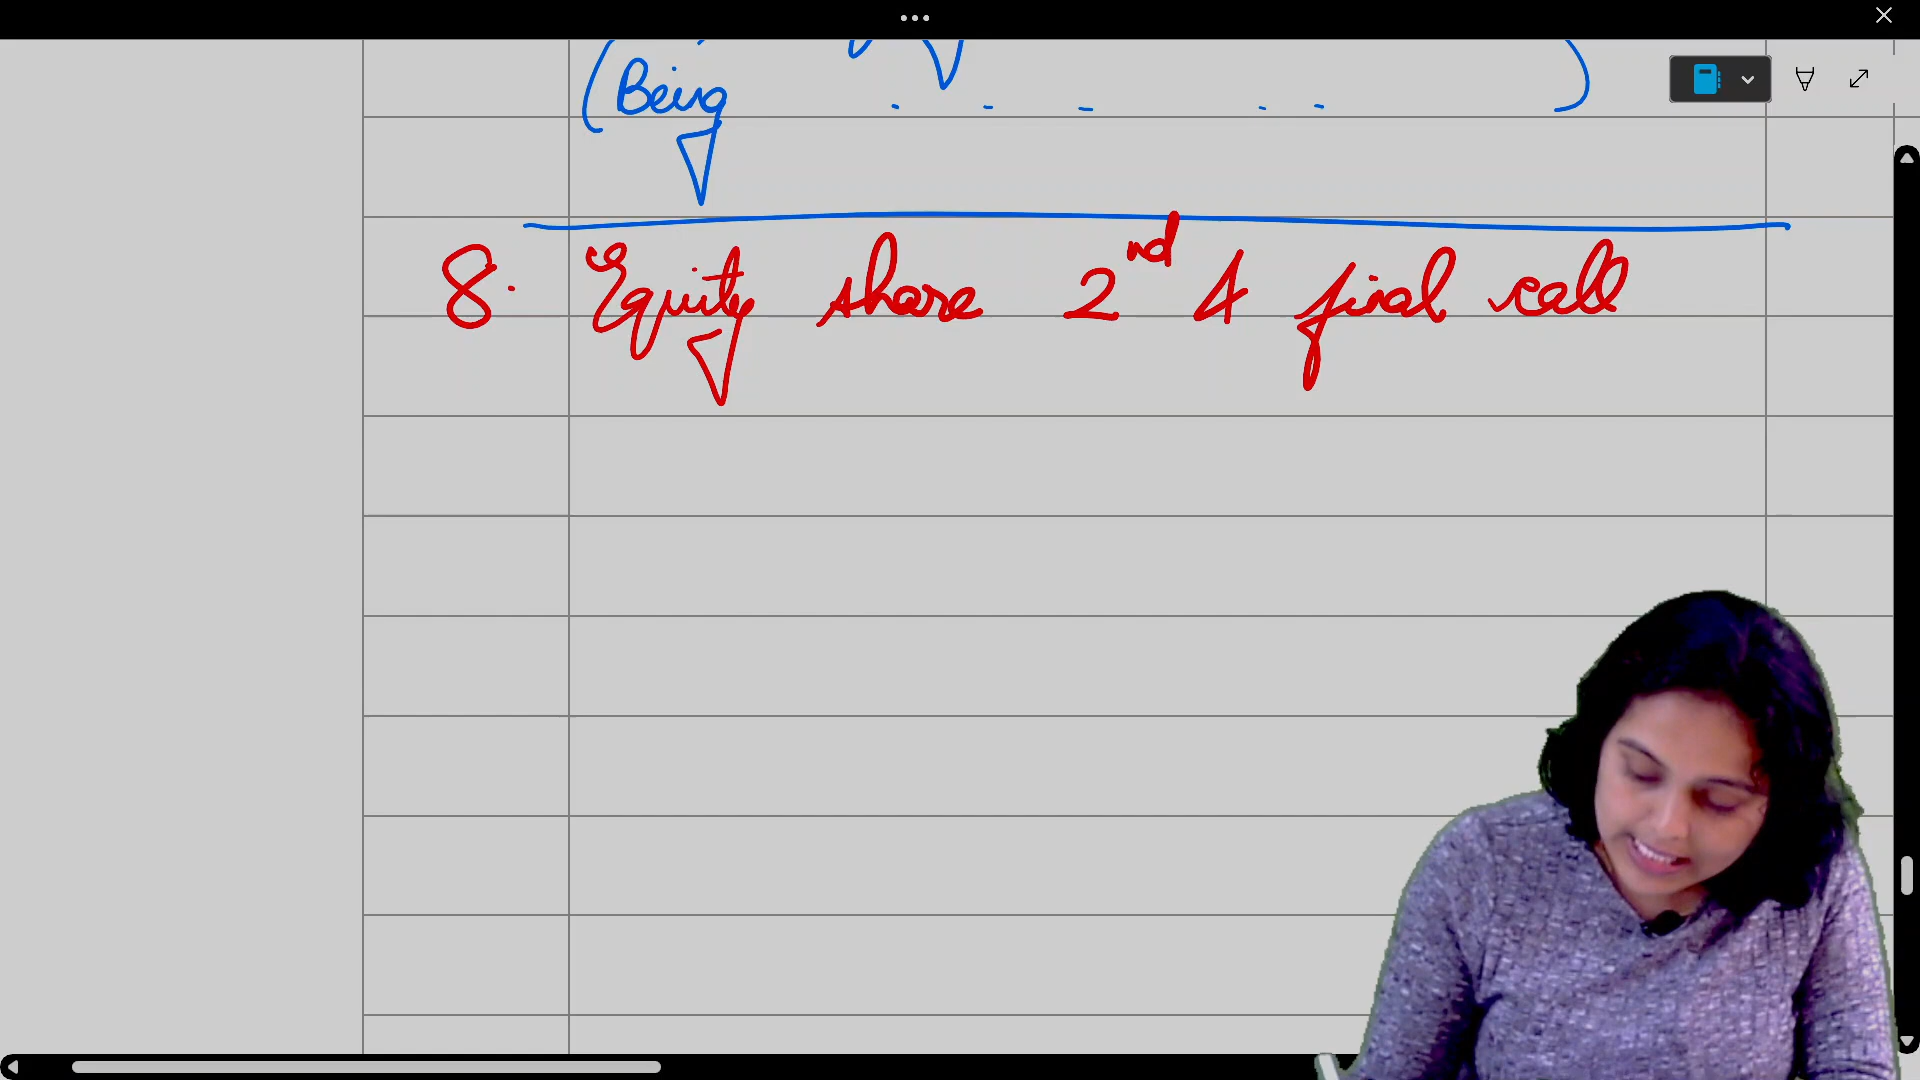 (Being - - - - - )
8. Equity share 2nd & final call